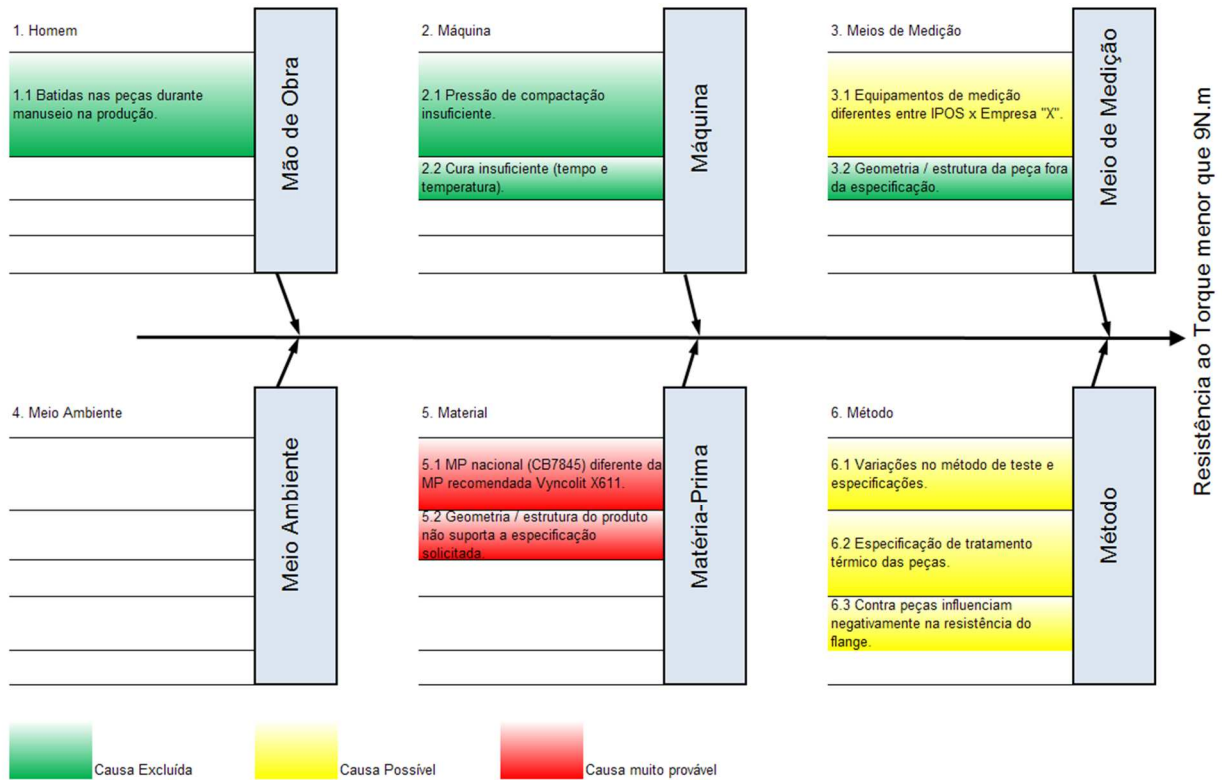 1. Homem
1.1 Batidas nas peças durante
manuseio na produção.
Mão de Obra
2. Máquina
2.1 Pressão de compactação
insuficiente.
2.2 Cura insuficiente (tempo e
temperatura).
Máquina
3. Meios de Medição
3.1 Equipamentos de medição
diferentes entre IPOS x Empresa "X".
3.2 Geometria / estrutura da peça fora
da especificação.
Meio de Medição
Resistência ao Torque menor que 9N.m
4. Meio Ambiente
Meio Ambiente
5. Material
5.1 MP nacional (CB7845) diferente da
MP recomendada Vyncolit X611.
5.2 Geometria / estrutura do produto
não suporta a especificação
solicitada.
Matéria-Prima
6. Método
6.1 Variações no método de teste e
especificações.
6.2 Especificação de tratamento
térmico das peças.
6.3 Contra peças influenciam
negativamente na resistência do
flange.
Método
Causa Excluída
Causa Possível
Causa muito provável